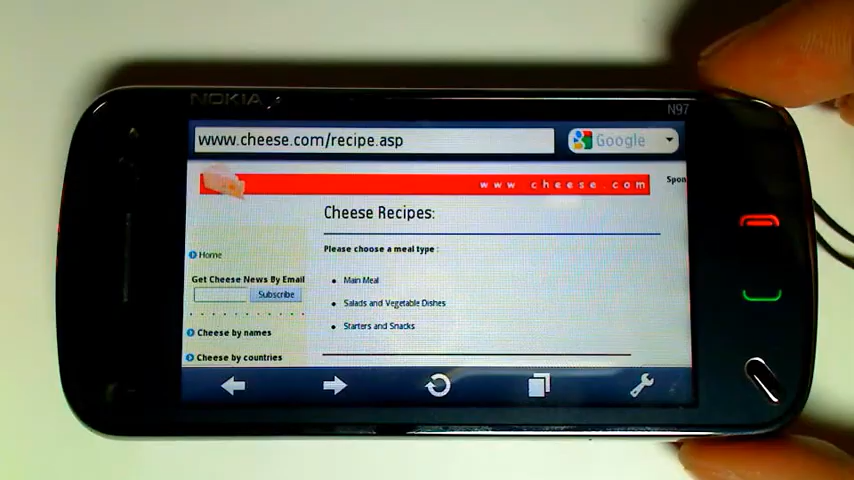 NOKIA
N97
www.cheese.com/recipe.asp
Google
www cheese.com
Spon
Cheese Recipes:
Please choose a meal type :
Home
Main Meal
Get Cheese News By Email
Subscribe
Salads and Vegetable Dishes
Starters and Snacks
Cheese by names
Cheese by countries